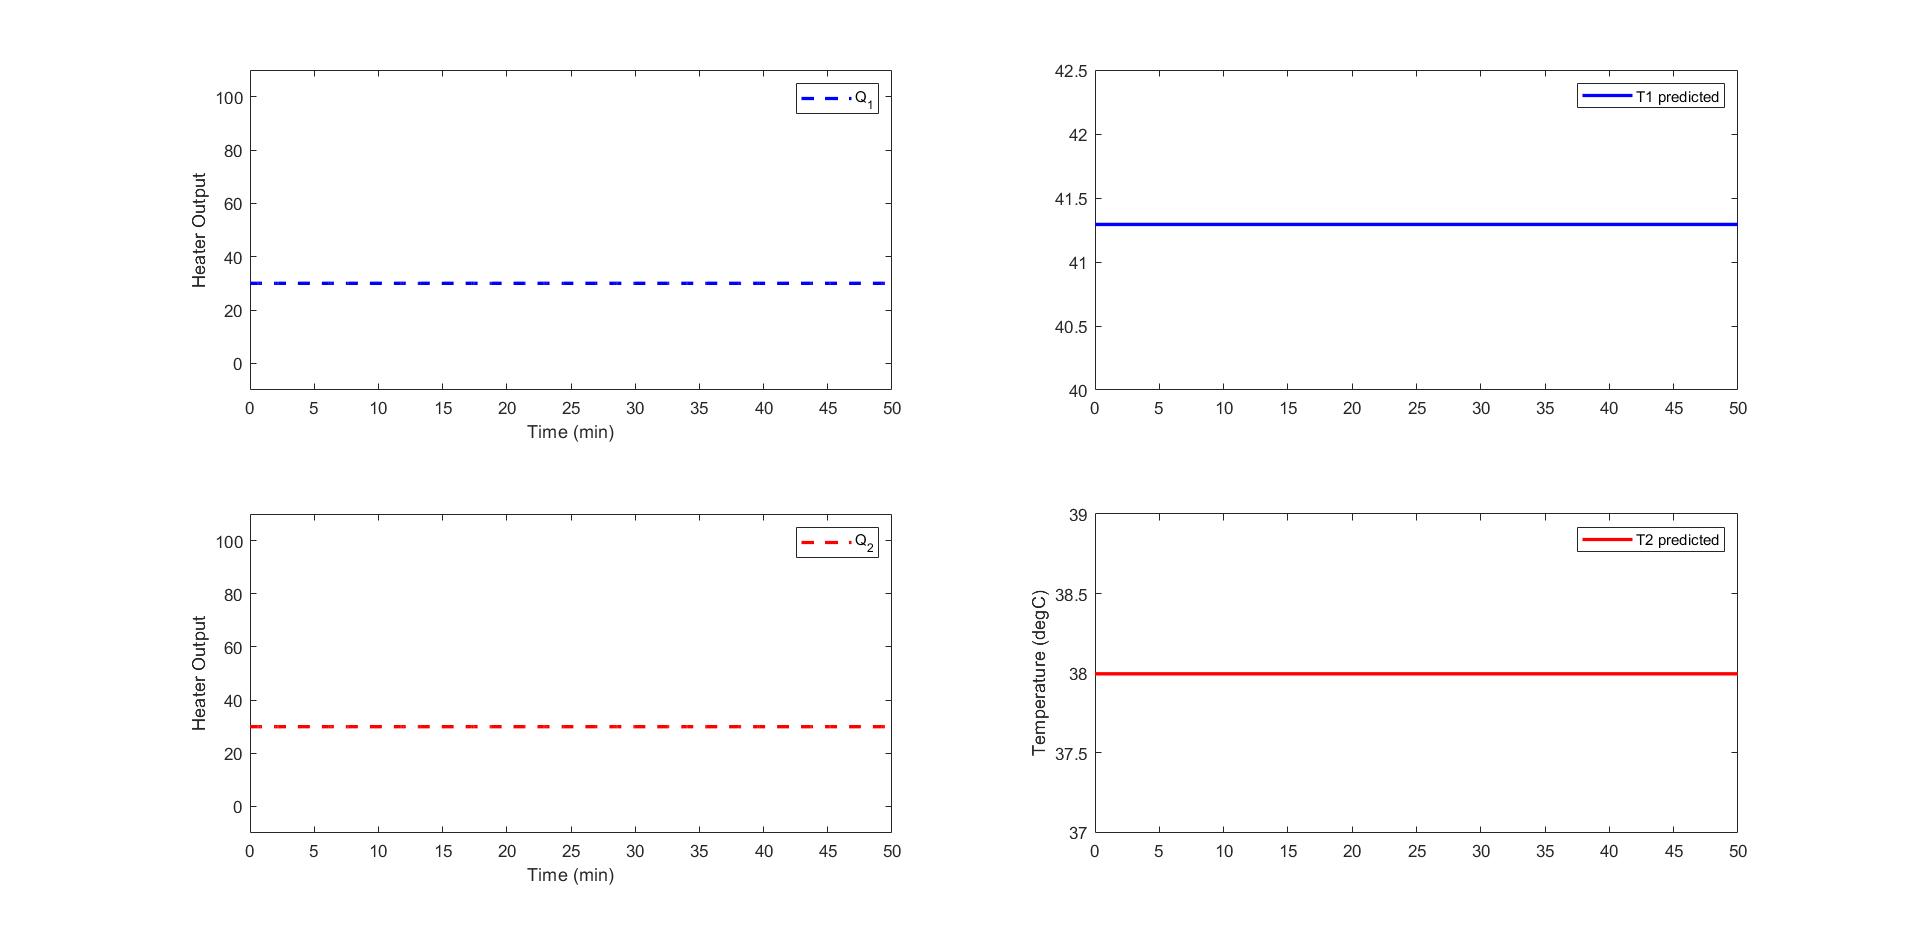 100
80
60
40
20
0
Heater Output
Q1
0 5 10 15 20 25 30 35 40 45 50
Time (min)
42.5
42
41.5
41
40.5
40
T1 predicted
0 5 10 15 20 25 30 35 40 45 50
100
80
60
40
20
0
Heater Output
Q2
0 5 10 15 20 25 30 35 40 45 50
Time (min)
39
38.5
38
37.5
37
Temperature (degC)
T2 predicted
0 5 10 15 20 25 30 35 40 45 50